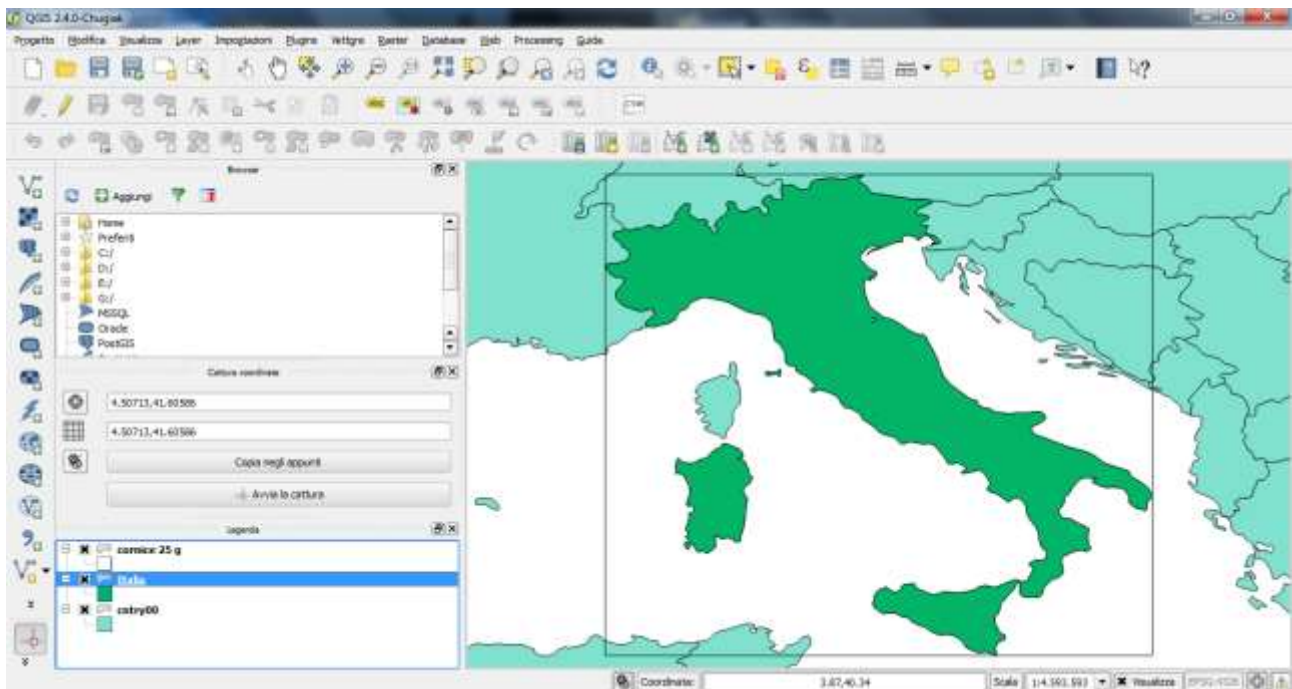 QGIS 2.4.0-Chugiak
Progetto Modifica Visualizza Layer Impostazioni Plugins Vettore Raster Database Web Processing Guida
Browser
Aggiungi
Home
Preferiti
C:/
D:/
E:/
G:/
MSSQL
Oracle
PostGIS
Cattura coordinate
4.50713,41.60586
4.50713,41.60586
Copia negli appunti
Avvia la cattura
Legenda
cornice 25 g
Italia
cntry00
Coordinate:
3.87,40.34
Scala
1:4.593.593
Visualizza
EPSG:4326